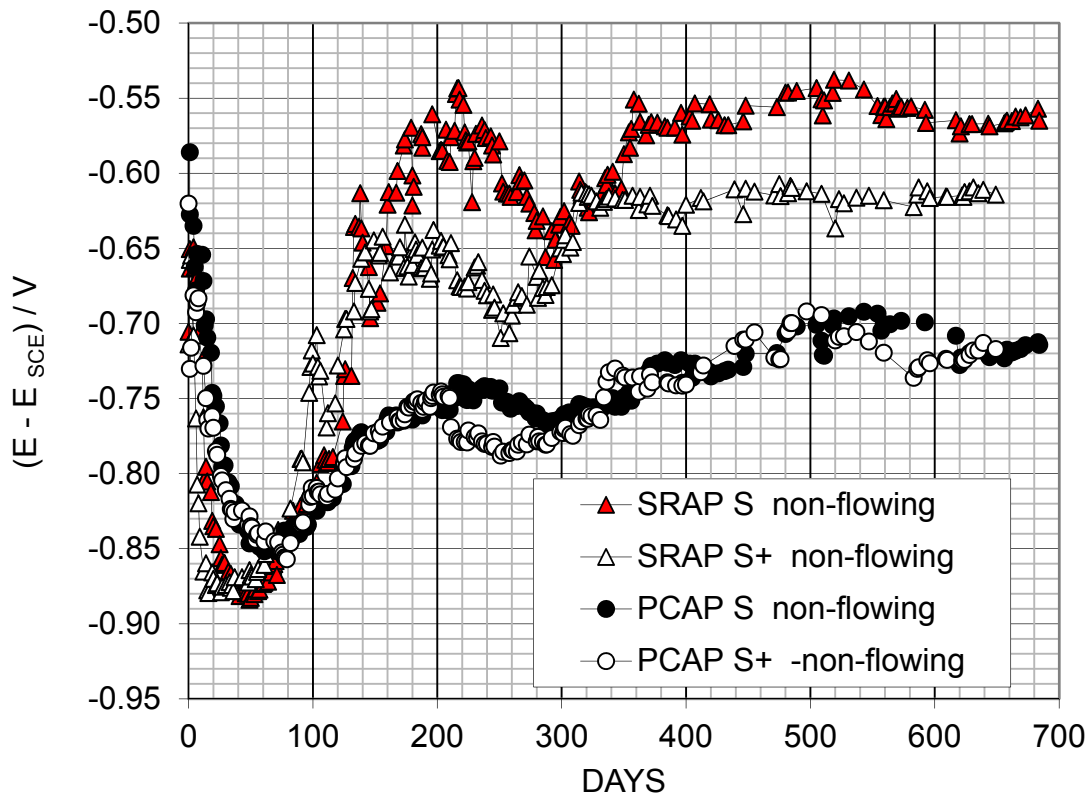 -0.50
-0.55
-0.60
-0.65
-0.70
-0.75
-0.80
-0.85
-0.90
-0.95
(E - E SCE) / V
SRAP S non-flowing
SRAP S+ non-flowing
PCAP S non-flowing
PCAP S+ -non-flowing
0 100 200 300 400 500 600 700
DAYS